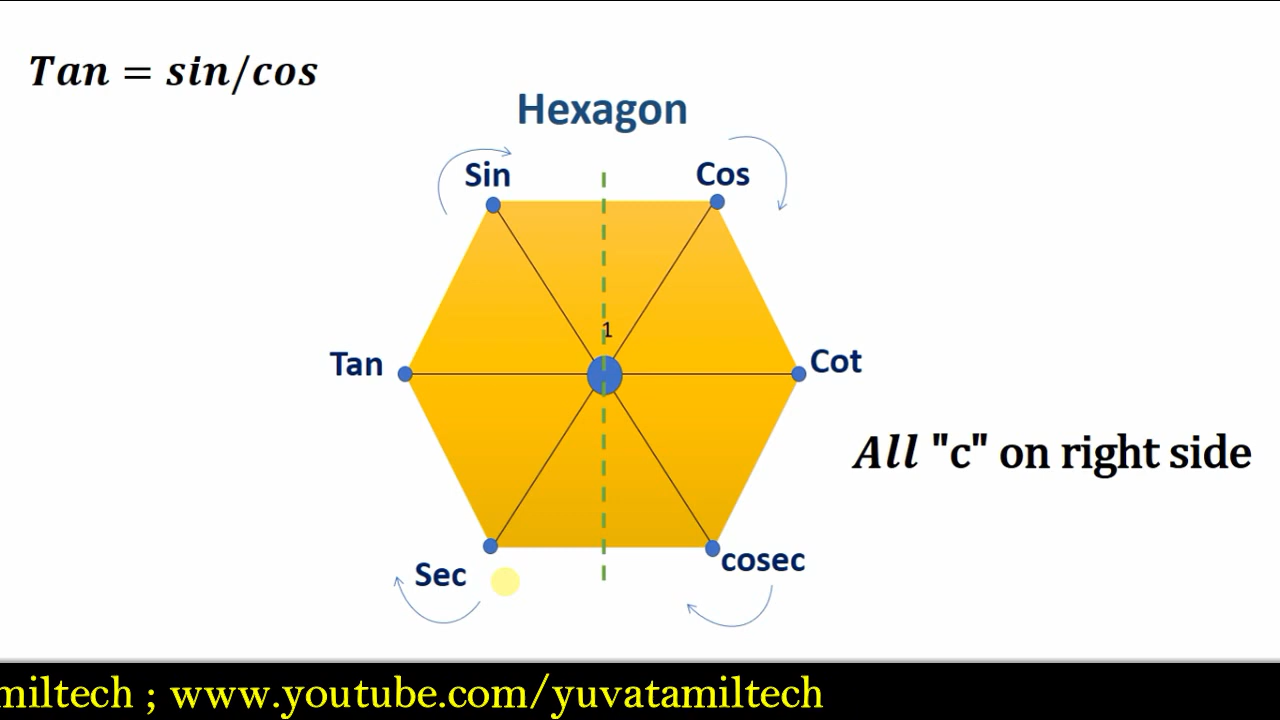 Tan = sin/cos
Hexagon
Sin
Cos
1
Tan
Cot
All "c" on right side
Sec
cosec
miltech ; www.youtube.com/yuvatamiltech